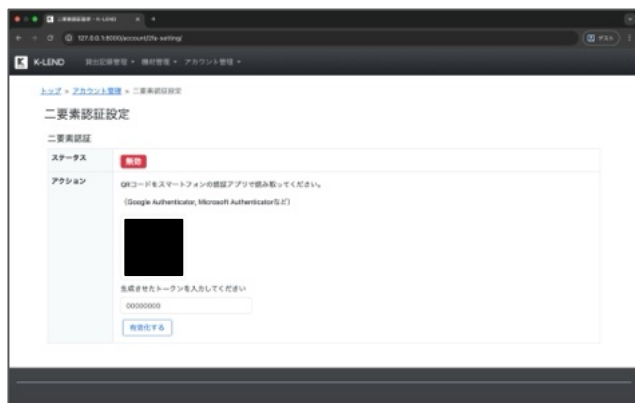 二要素認証設定 - K-LEND
127.0.0.1:8000/account/2fa-setting/
ゲスト
K-LEND 貸出記録管理 機材管理 アカウント管理
トップ > アカウント管理 > 二要素認証設定
二要素認証設定
二要素認証
ステータス 無効
アクション QRコードをスマートフォンの認証アプリで読み取ってください。
(Google Authenticator, Microsoft Authenticatorなど)
生成させたトークンを入力してください
00000000
有効化する